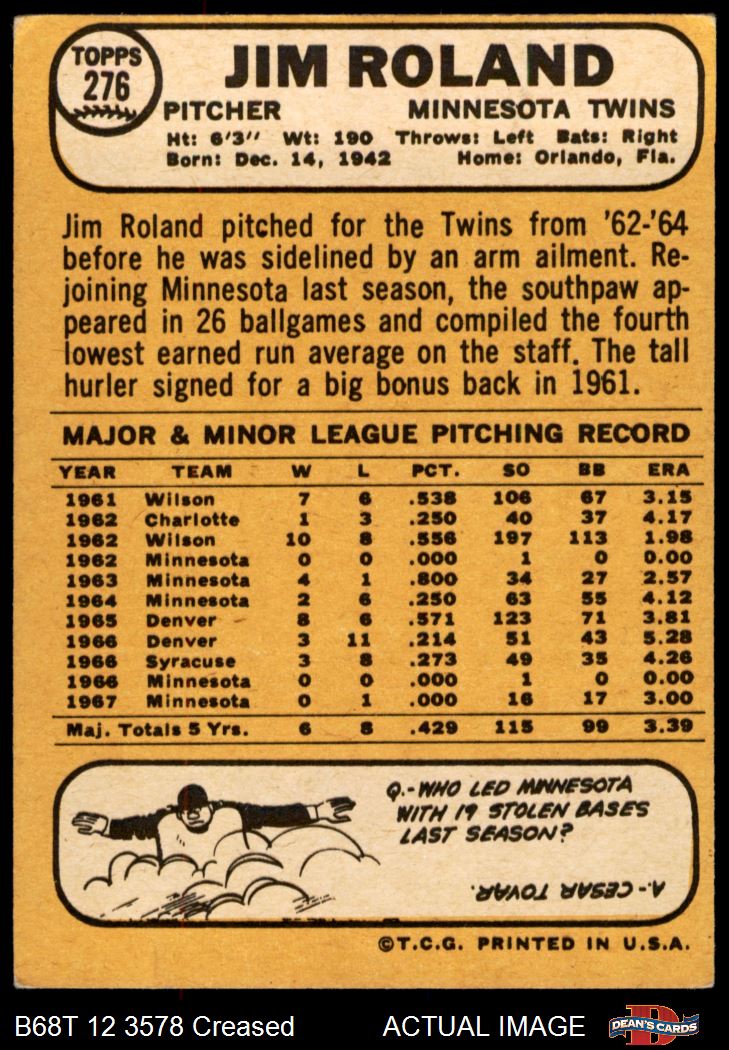 TOPPS
276
JIM ROLAND
PITCHER MINNESOTA TWINS
Ht: 6'3" Wt: 190 Throws: Left Bats: Right
Born: Dec. 14, 1942 Home: Orlando, Fla.
Jim Roland pitched for the Twins from '62-'64
before he was sidelined by an arm ailment. Re-
joining Minnesota last season, the southpaw ap-
peared in 26 ballgames and compiled the fourth
lowest earned run average on the staff. The tall
hurler signed for a big bonus back in 1961.
MAJOR & MINOR LEAGUE PITCHING RECORD
YEAR TEAM W L PCT. SO BB ERA
1961 Wilson 7 6 .538 106 67 3.15
1962 Charlotte 1 3 .250 40 37 4.17
1962 Wilson 10 8 .556 197 113 1.98
1962 Minnesota 0 0 .000 1 0 0.00
1963 Minnesota 4 1 .800 34 27 2.57
1964 Minnesota 2 6 .250 63 55 4.12
1965 Denver 8 6 .571 123 71 3.81
1966 Denver 3 11 .214 51 43 5.28
1966 Syracuse 3 8 .273 49 35 4.26
1966 Minnesota 0 0 .000 1 0 0.00
1967 Minnesota 0 1 .000 16 17 3.00
Maj. Totals 5 Yrs. 6 8 .429 115 99 3.39
Q.-WHO LED MINNESOTA
WITH 19 STOLEN BASES
LAST SEASON?
A.-CESAR TOVAR.
©T.C.G. PRINTED IN U.S.A.
B68T 12 3578 Creased ACTUAL IMAGE DEAN'S CARDS